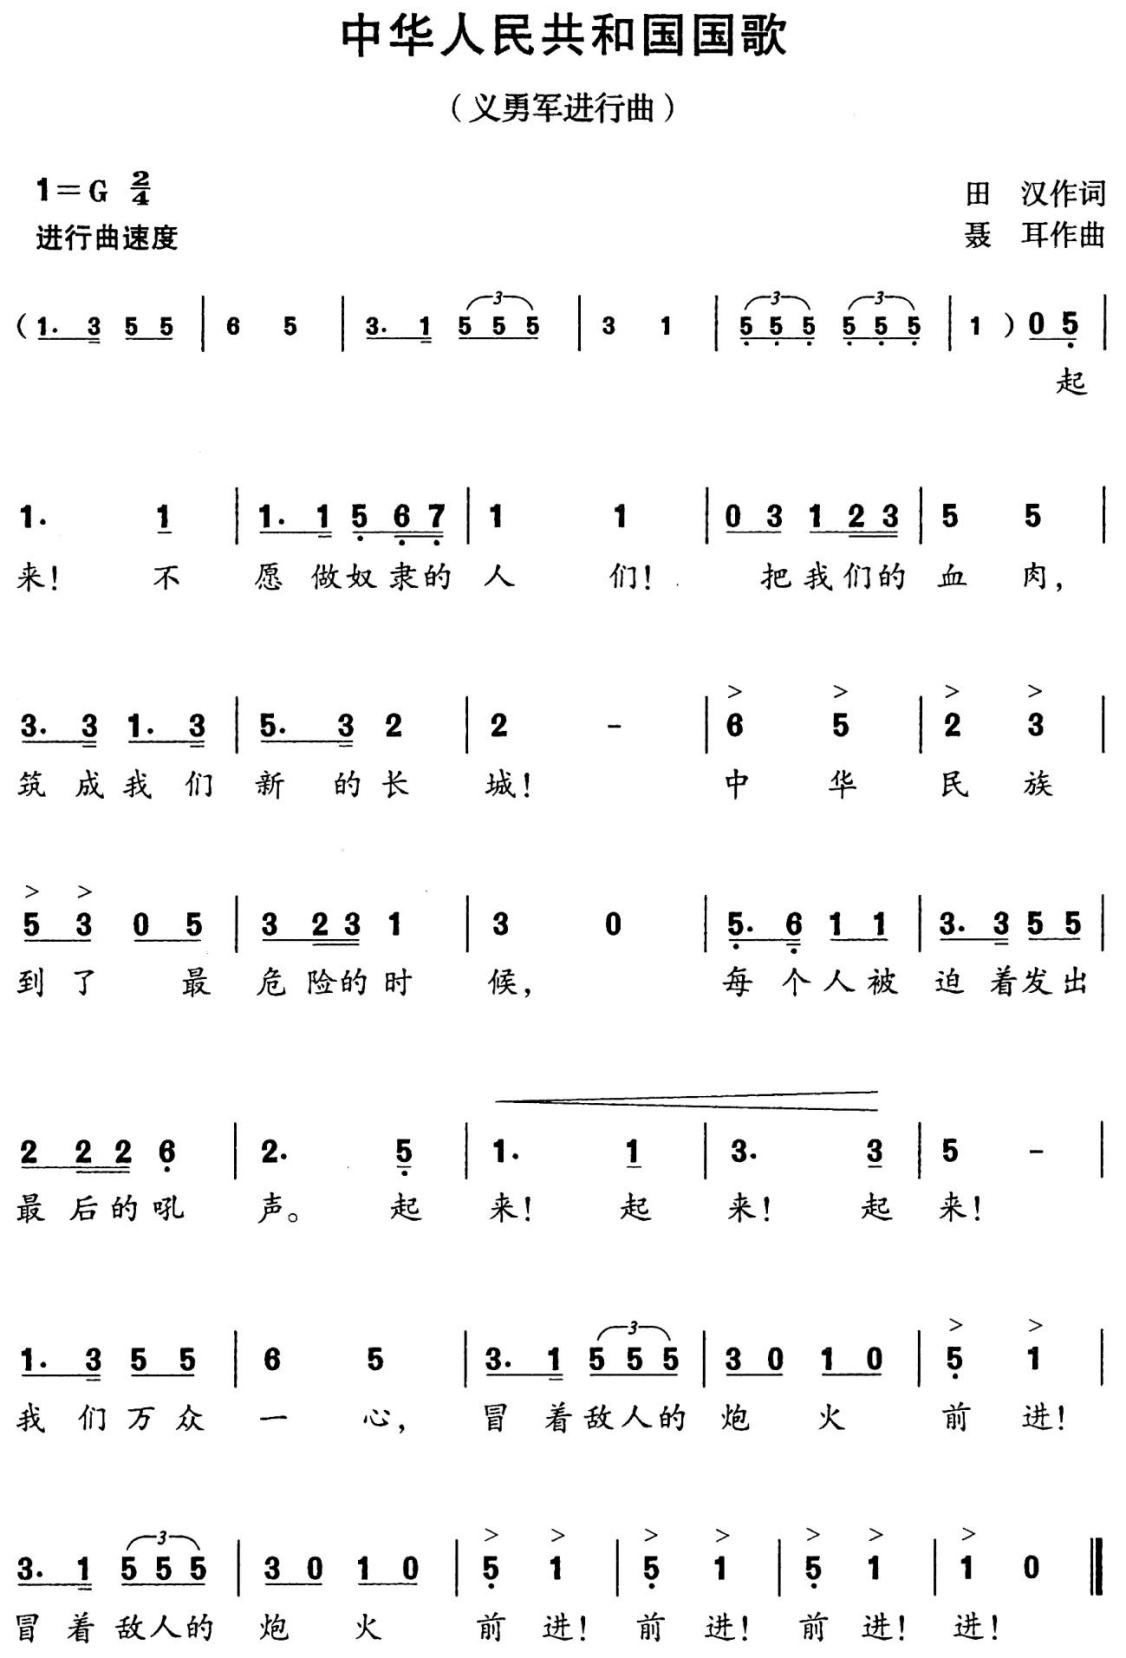 中华人民共和国国歌
（义勇军进行曲）
1=G 2/4
田 汉作词
进行曲速度
聂 耳作曲
（1. 3 5 5 | 6 5 | 3. 1 5 5 5 | 3 1 | 5 5 5 5 5 5 | 1 ）0 5 |
起
1. 1 | 1. 1 5 6 7 | 1 1 | 0 3 1 2 3 | 5 5 |
来！ 不 愿 做奴 隶的 人 们！ 把我们的 血 肉，
3. 3 1. 3 | 5. 3 2 | 2 - | 6 5 | 2 3 |
筑 成 我 们 新 的 长 城！ 中 华 民 族
5 3 0 5 | 3 2 3 1 | 3 0 | 5. 6 1 1 | 3. 3 5 5 |
到 了 最 危 险的 时 候， 每 个 人 被 迫 着发 出
2 2 2 6 | 2. 5 | 1. 1 | 3. 3 | 5 - |
最 后 的 吼 声。 起 来！ 起 来！ 起 来！
1. 3 5 5 | 6 5 | 3. 1 5 5 5 | 3 0 1 0 | 5 1 |
我 们 万 众 一 心， 冒 着敌人的 炮 火 前 进！
3. 1 5 5 5 | 3 0 1 0 | 5 1 | 5 1 | 5 1 | 1 0 ‖
冒 着 敌人的 炮 火 前 进！ 前 进！ 前 进！ 进！